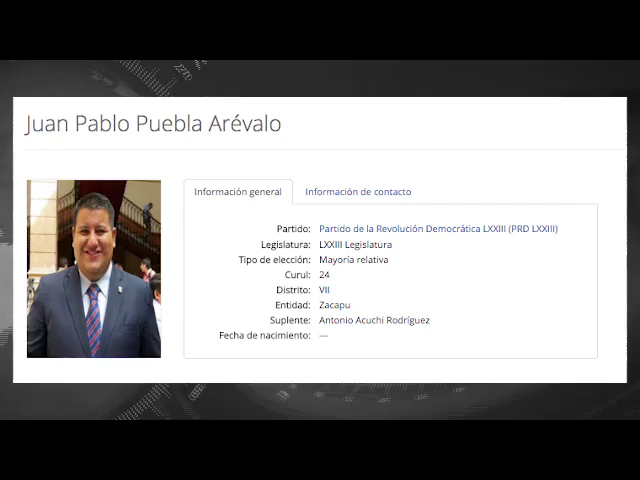 Juan Pablo Puebla Arévalo
Información general
Información de contacto
Partido: Partido de la Revolución Democrática LXXIII (PRD LXXIII)
Legislatura: LXXIII Legislatura
Tipo de elección: Mayoría relativa
Curul: 24
Distrito: VII
Entidad: Zacapu
Suplente: Antonio Acuchi Rodríguez
Fecha de nacimiento: ---